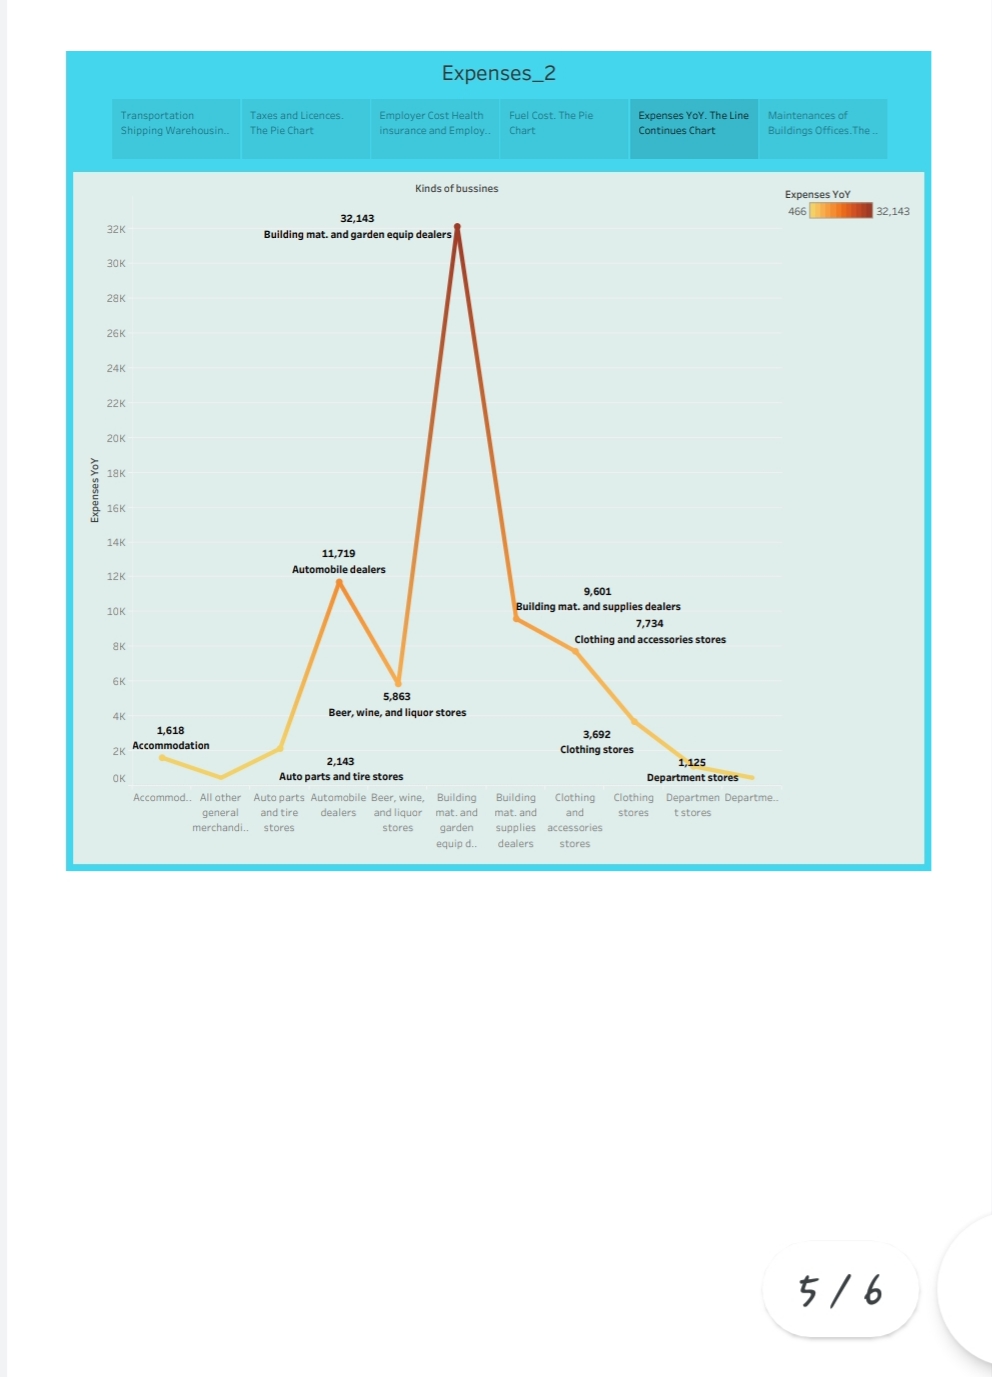 Expenses_2
Transportation
Shipping Warehousin..
Taxes and Licences.
The Pie Chart
Employer Cost Health
insurance and Employ..
Fuel Cost. The Pie
Chart
Expenses YoY. The Line
Continues Chart
Maintenances of
Buildings Offices.The ..
Kinds of bussines
Expenses YoY
466 32,143
32,143
Building mat. and garden equip dealers
32K
30K
28K
26K
24K
22K
20K
18K
16K
14K
12K
10K
8K
6K
4K
2K
0K
Expenses YoY
11,719
Automobile dealers
9,601
Building mat. and supplies dealers
7,734
Clothing and accessories stores
5,863
Beer, wine, and liquor stores
1,618
Accommodation
3,692
Clothing stores
2,143
Auto parts and tire stores
1,125
Department stores
Accommod..
All other
general
merchandi..
Auto parts
and tire
stores
Automobile
dealers
Beer, wine,
and liquor
stores
Building
mat. and
garden
equip d..
Building
mat. and
supplies
dealers
Clothing
and
accessories
stores
Clothing
stores
Departmen
t stores
Departme..
5 / 6